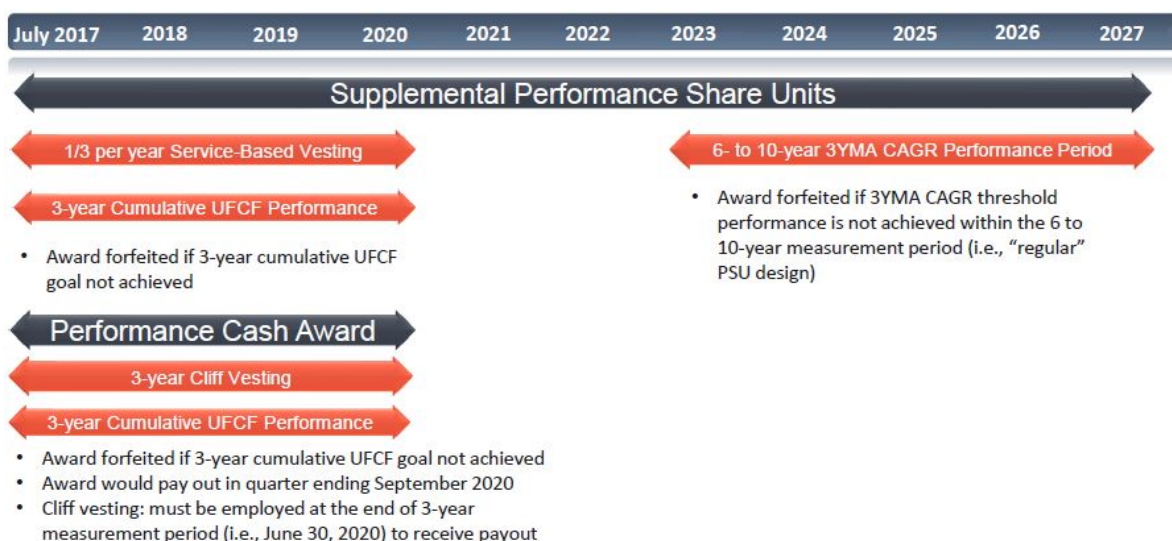 July 2017 2018 2019 2020 2021 2022 2023 2024 2025 2026 2027
Supplemental Performance Share Units
1/3 per year Service-Based Vesting
3-year Cumulative UFCF Performance
• Award forfeited if 3-year cumulative UFCF
goal not achieved
6- to 10-year 3YMA CAGR Performance Period
• Award forfeited if 3YMA CAGR threshold
performance is not achieved within the 6 to
10-year measurement period (i.e., “regular”
PSU design)
Performance Cash Award
3-year Cliff Vesting
3-year Cumulative UFCF Performance
• Award forfeited if 3-year cumulative UFCF goal not achieved
• Award would pay out in quarter ending September 2020
• Cliff vesting: must be employed at the end of 3-year
measurement period (i.e., June 30, 2020) to receive payout